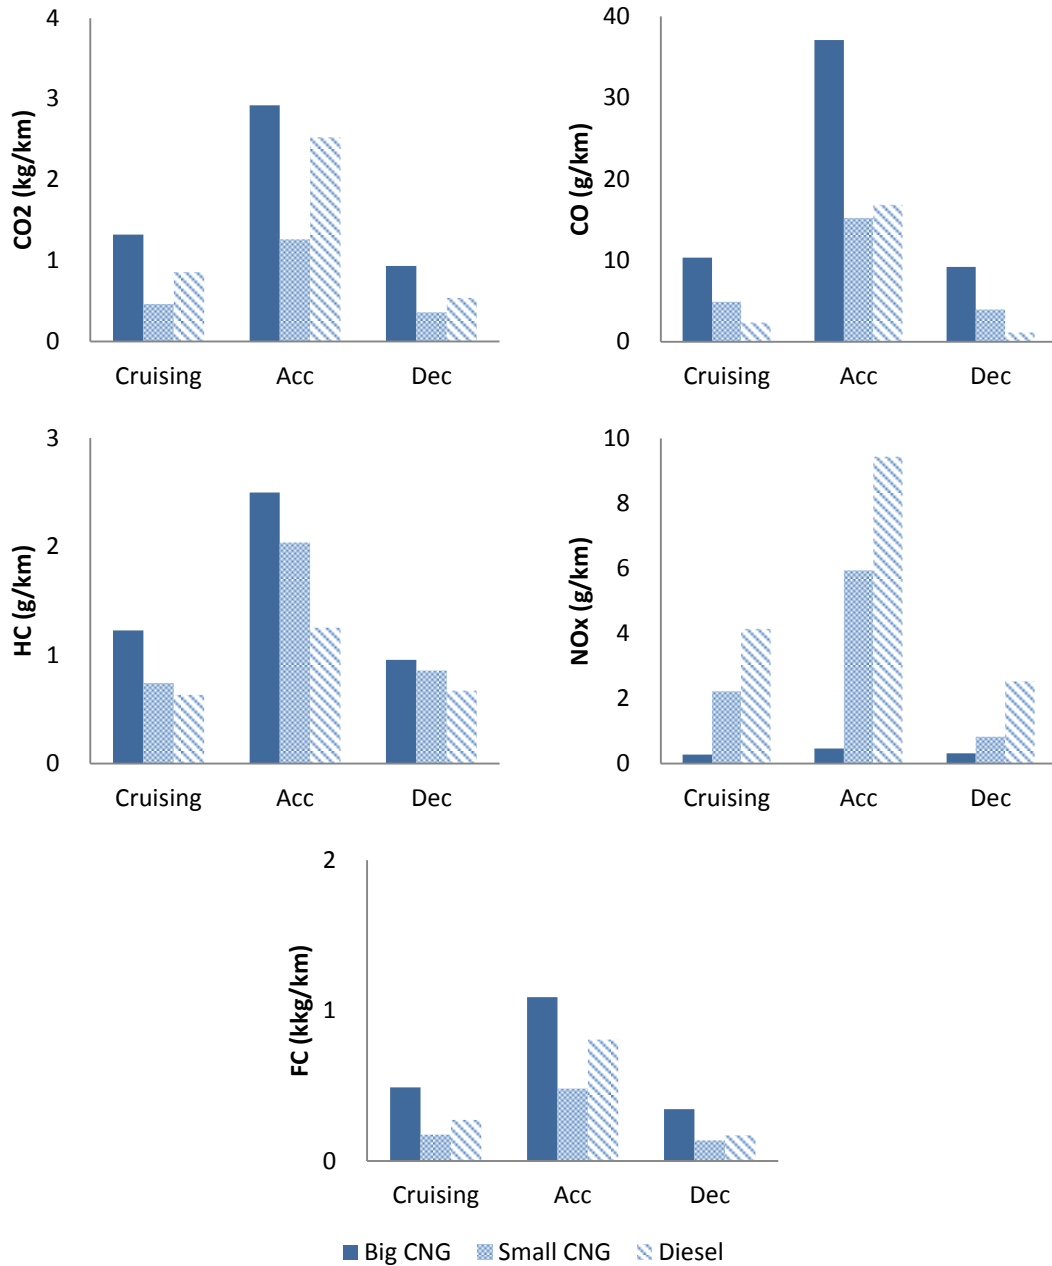 4
3
2
1
0
CO2 (kg/km)
Cruising Acc Dec
40
30
20
10
0
CO (g/km)
Cruising Acc Dec
3
2
1
0
HC (g/km)
Cruising Acc Dec
10
8
6
4
2
0
NOx (g/km)
Cruising Acc Dec
2
1
0
FC (kkg/km)
Cruising Acc Dec
Big CNG Small CNG Diesel